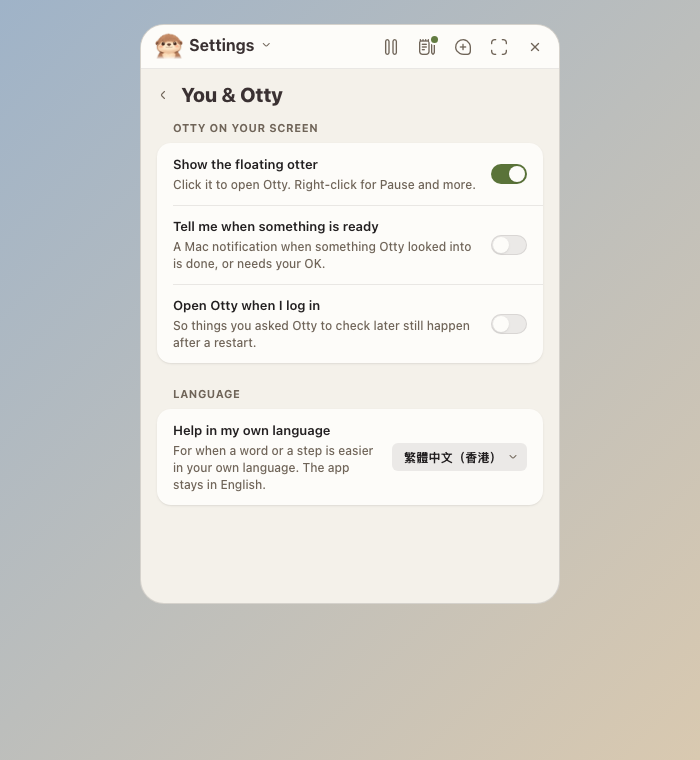 Settings
You & Otty
OTTY ON YOUR SCREEN
Show the floating otter
Click it to open Otty. Right-click for Pause and more.
Tell me when something is ready
A Mac notification when something Otty looked into
is done, or needs your OK.
Open Otty when I log in
So things you asked Otty to check later still happen
after a restart.
LANGUAGE
Help in my own language
For when a word or a step is easier
in your own language. The app
stays in English.
繁體中文（香港）